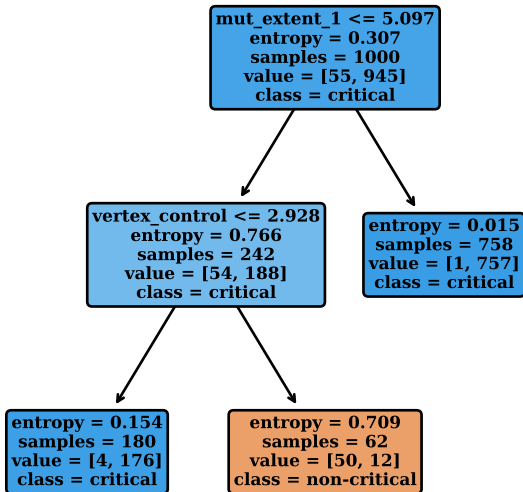 mut_extent_1 <= 5.097
entropy = 0.307
samples = 1000
value = [55, 945]
class = critical
vertex_control <= 2.928
entropy = 0.766
samples = 242
value = [54, 188]
class = critical
entropy = 0.015
samples = 758
value = [1, 757]
class = critical
entropy = 0.154
samples = 180
value = [4, 176]
class = critical
entropy = 0.709
samples = 62
value = [50, 12]
class = non-critical